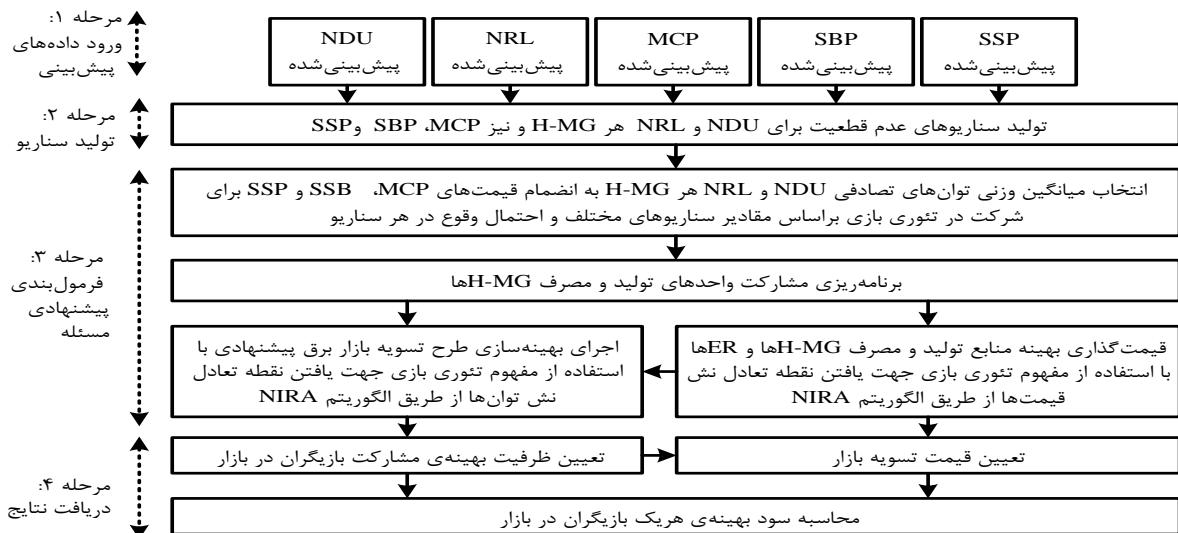 مرحله ۱:
ورود داده‌های
پیش‌بینی
NDU
پیش‌بینی‌شده
NRL
پیش‌بینی‌شده
MCP
پیش‌بینی‌شده
SBP
پیش‌بینی‌شده
SSP
پیش‌بینی‌شده
مرحله ۲:
تولید سناریو
تولید سناریوهای عدم قطعیت برای NDU و NRL هر H-MG و نیز MCP، SBP وSSP
مرحله ۳:
فرمول‌بندی
پیشنهادی
مسئله
انتخاب میانگین وزنی توان‌های تصادفی NDU و NRL هر H-MG به انضمام قیمت‌های MCP، SSB و SSP برای
شرکت در تئوری بازی براساس مقادیر سناریوهای مختلف و احتمال وقوع در هر سناریو
برنامه‌ریزی مشارکت واحدهای تولید و مصرف H-MGها
قیمت‌گذاری بهینه منابع تولید و مصرف H-MGها و ERها
با استفاده از مفهوم تئوری بازی جهت یافتن نقطه تعادل نش
قیمت‌ها از طریق الگوریتم NIRA
اجرای بهینه‌سازی طرح تسویه بازار برق پیشنهادی با
استفاده از مفهوم تئوری بازی جهت یافتن نقطه تعادل
نش توان‌ها از طریق الگوریتم NIRA
مرحله ۴:
دریافت نتایج
تعیین ظرفیت بهینه‌ی مشارکت بازیگران در بازار
تعیین قیمت تسویه بازار
محاسبه سود بهینه‌ی هریک بازیگران در بازار